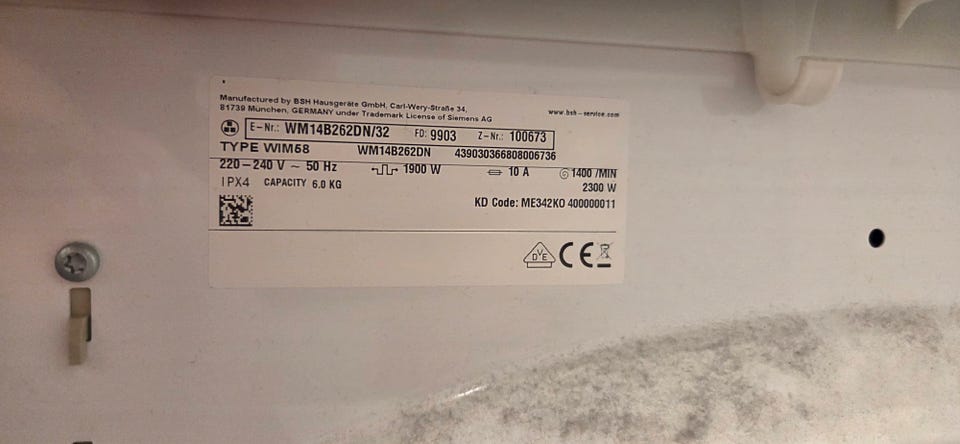 Manufactured by BSH Hausgeräte GmbH, Carl-Wery-Straße 34,
81739 München, GERMANY under Trademark License of Siemens AG
www.bsh-service.com
E-Nr.: WM14B262DN/32 FD: 9903 Z-Nr.: 100673
TYPE WIM58 WM14B262DN 439030366808006736
220-240 V ~ 50 Hz 1900 W 10 A 1400 /MIN
2300 W
IPX4 CAPACITY 6.0 KG
KD Code: ME342KO 400000011
DVE CE